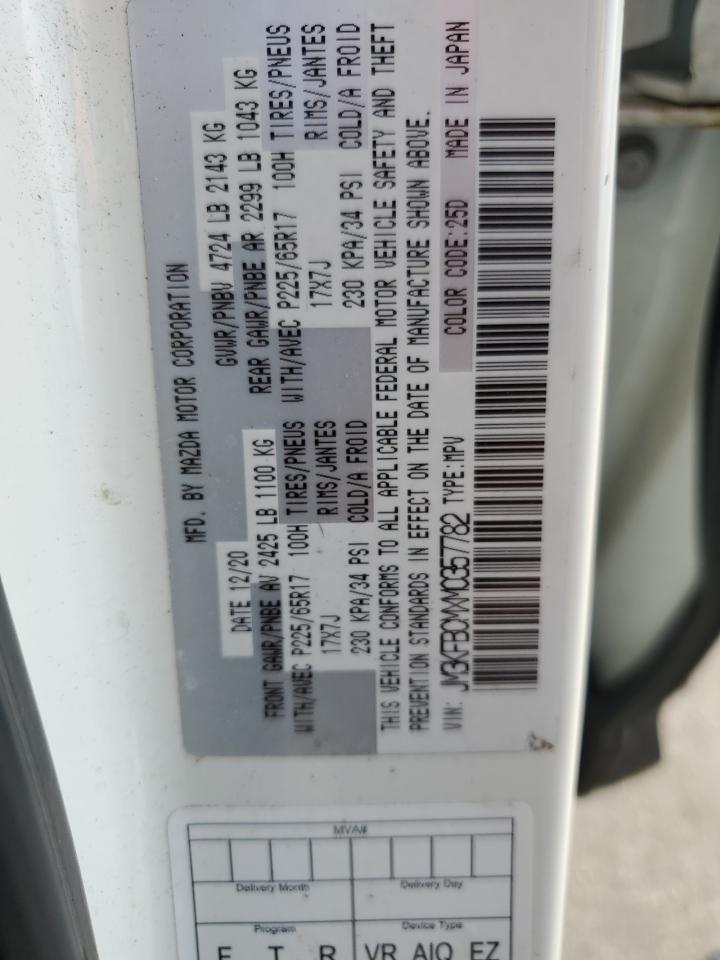 MFD. BY MAZDA MOTOR CORPORATION
DATE 12/20 GVWR/PNBV 4724 LB 2143 KG
FRONT GAWR/PNBE AV 2425 LB 1100 KG REAR GAWR/PNBE AR 2299 LB 1043 KG
WITH/AVEC P225/65R17 100H TIRES/PNEUS WITH/AVEC P225/65R17 100H TIRES/PNEUS
17X7J RIMS/JANTES 17X7J RIMS/JANTES
230 KPA/34 PSI COLD/A FROID 230 KPA/34 PSI COLD/A FROID
THIS VEHICLE CONFORMS TO ALL APPLICABLE FEDERAL MOTOR VEHICLE SAFETY AND THEFT
PREVENTION STANDARDS IN EFFECT ON THE DATE OF MANUFACTURE SHOWN ABOVE.
VIN: JM3KFBCMXM0357782 TYPE:MPV COLOR CODE:25D MADE IN JAPAN
MVA#
Delivery Month Delivery Day
Program Device Type
E T R VR AIQ EZ